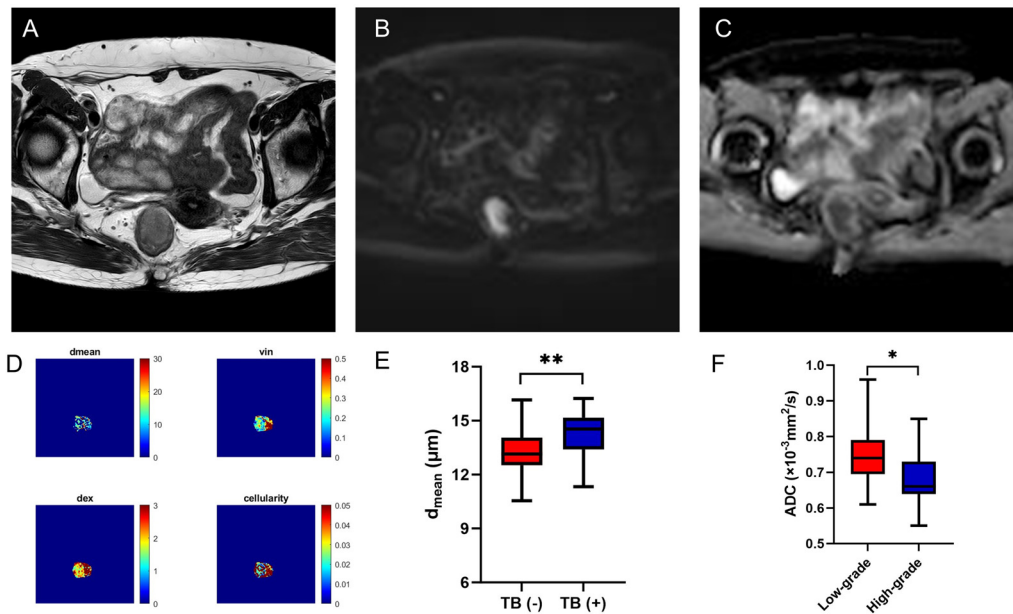 A
B
C
D
dmean
30
20
10
0
vin
0.5
0.4
0.3
0.2
0.1
0
dex
3
2
1
0
cellularity
0.05
0.04
0.03
0.02
0.01
0
E
18
15
12
9
6
dmean (µm)
**
TB (-)
TB (+)
F
1.0
0.9
0.8
0.7
0.6
0.5
ADC (×10-3mm2/s)
*
Low-grade
High-grade